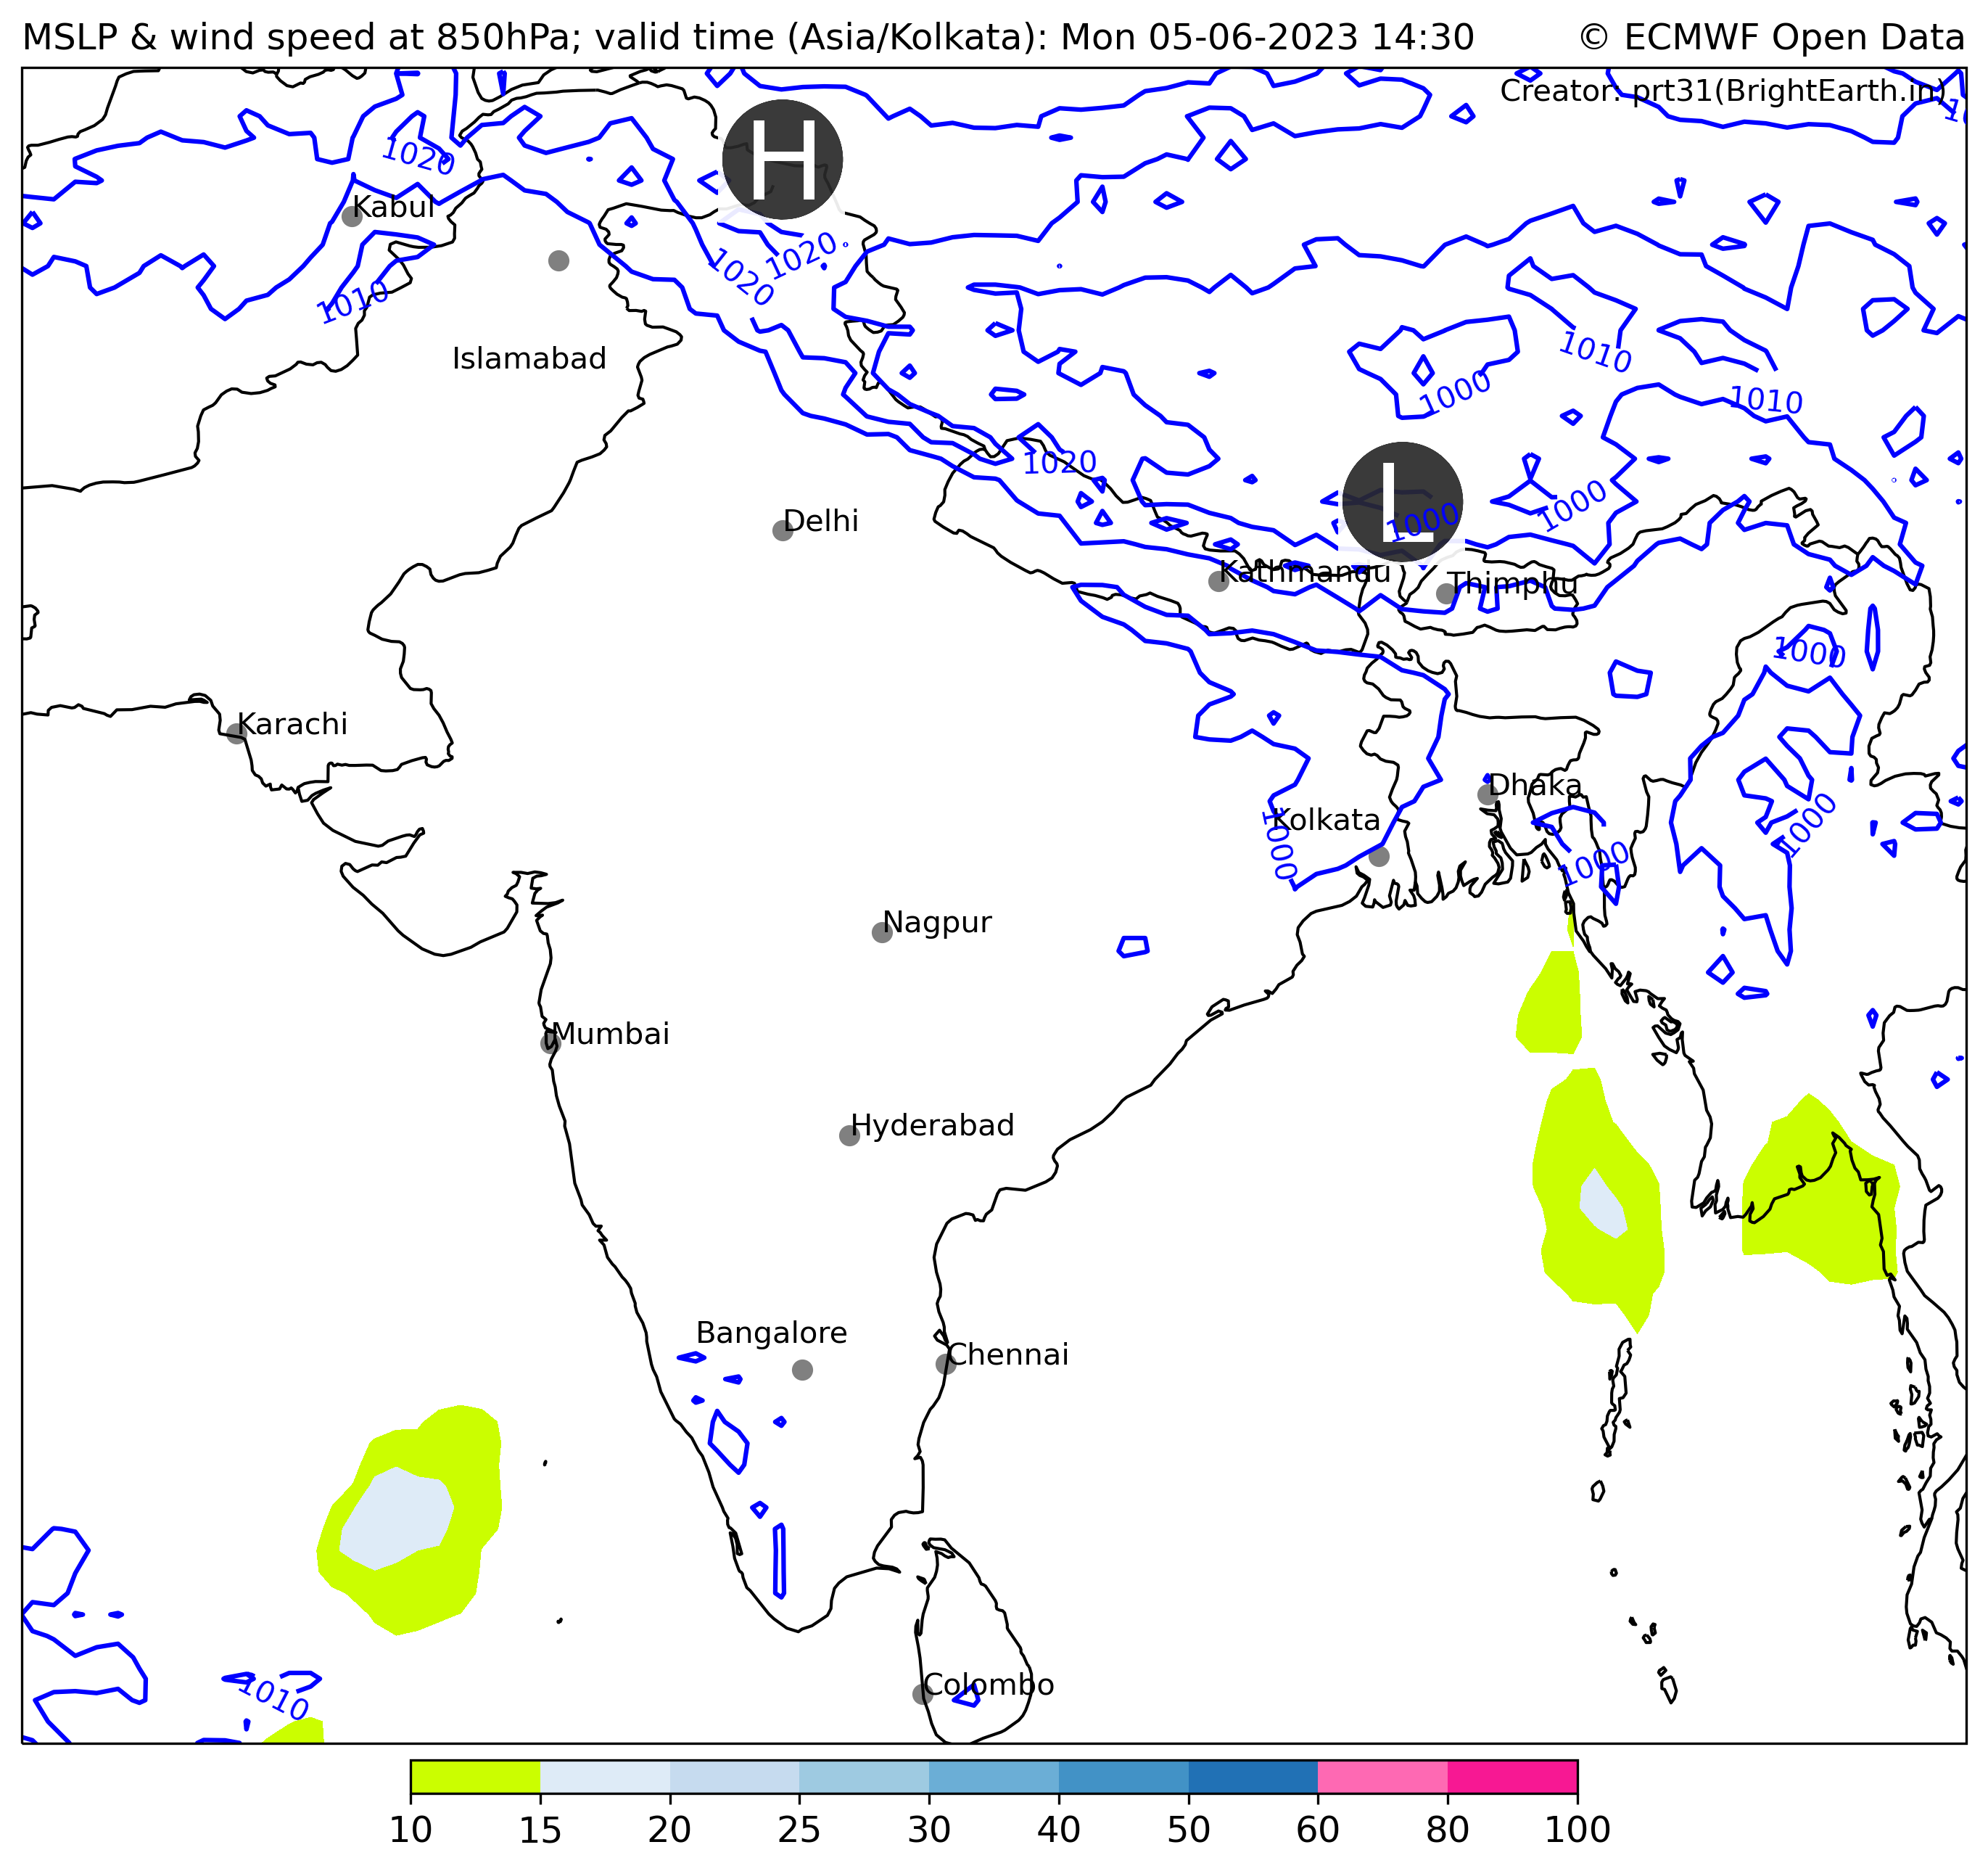 MSLP & wind speed at 850hPa; valid time (Asia/Kolkata): Mon 05-06-2023 14:30
© ECMWF Open Data
Creator: prt31(BrightEarth.in)
H
1020
Kabul
1020
1020
1010
1010
Islamabad
1000
1010
1020
L
1000
1000
Delhi
Kathmandu
Thimphu
1000
Karachi
Dhaka
Kolkata
1000
1000
1000
Nagpur
Mumbai
Hyderabad
Bangalore
Chennai
Colombo
1010
10 15 20 25 30 40 50 60 80 100